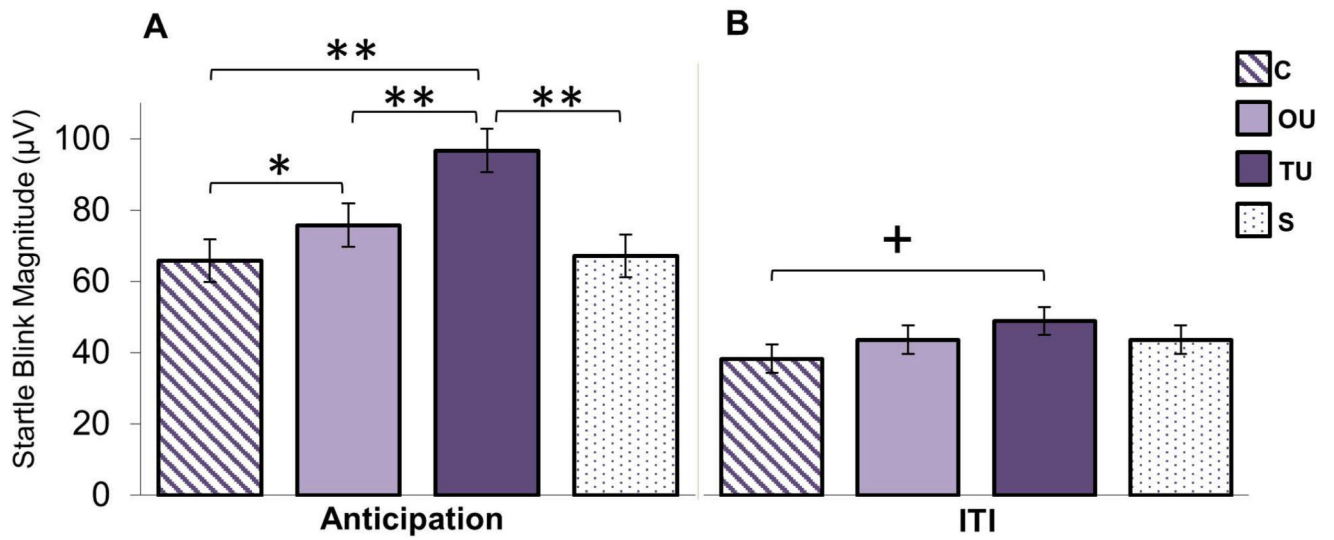 A
B
**
**
**
*
+
Startle Blink Magnitude (µV)
100
80
60
40
20
0
Anticipation
ITI
C
OU
TU
S